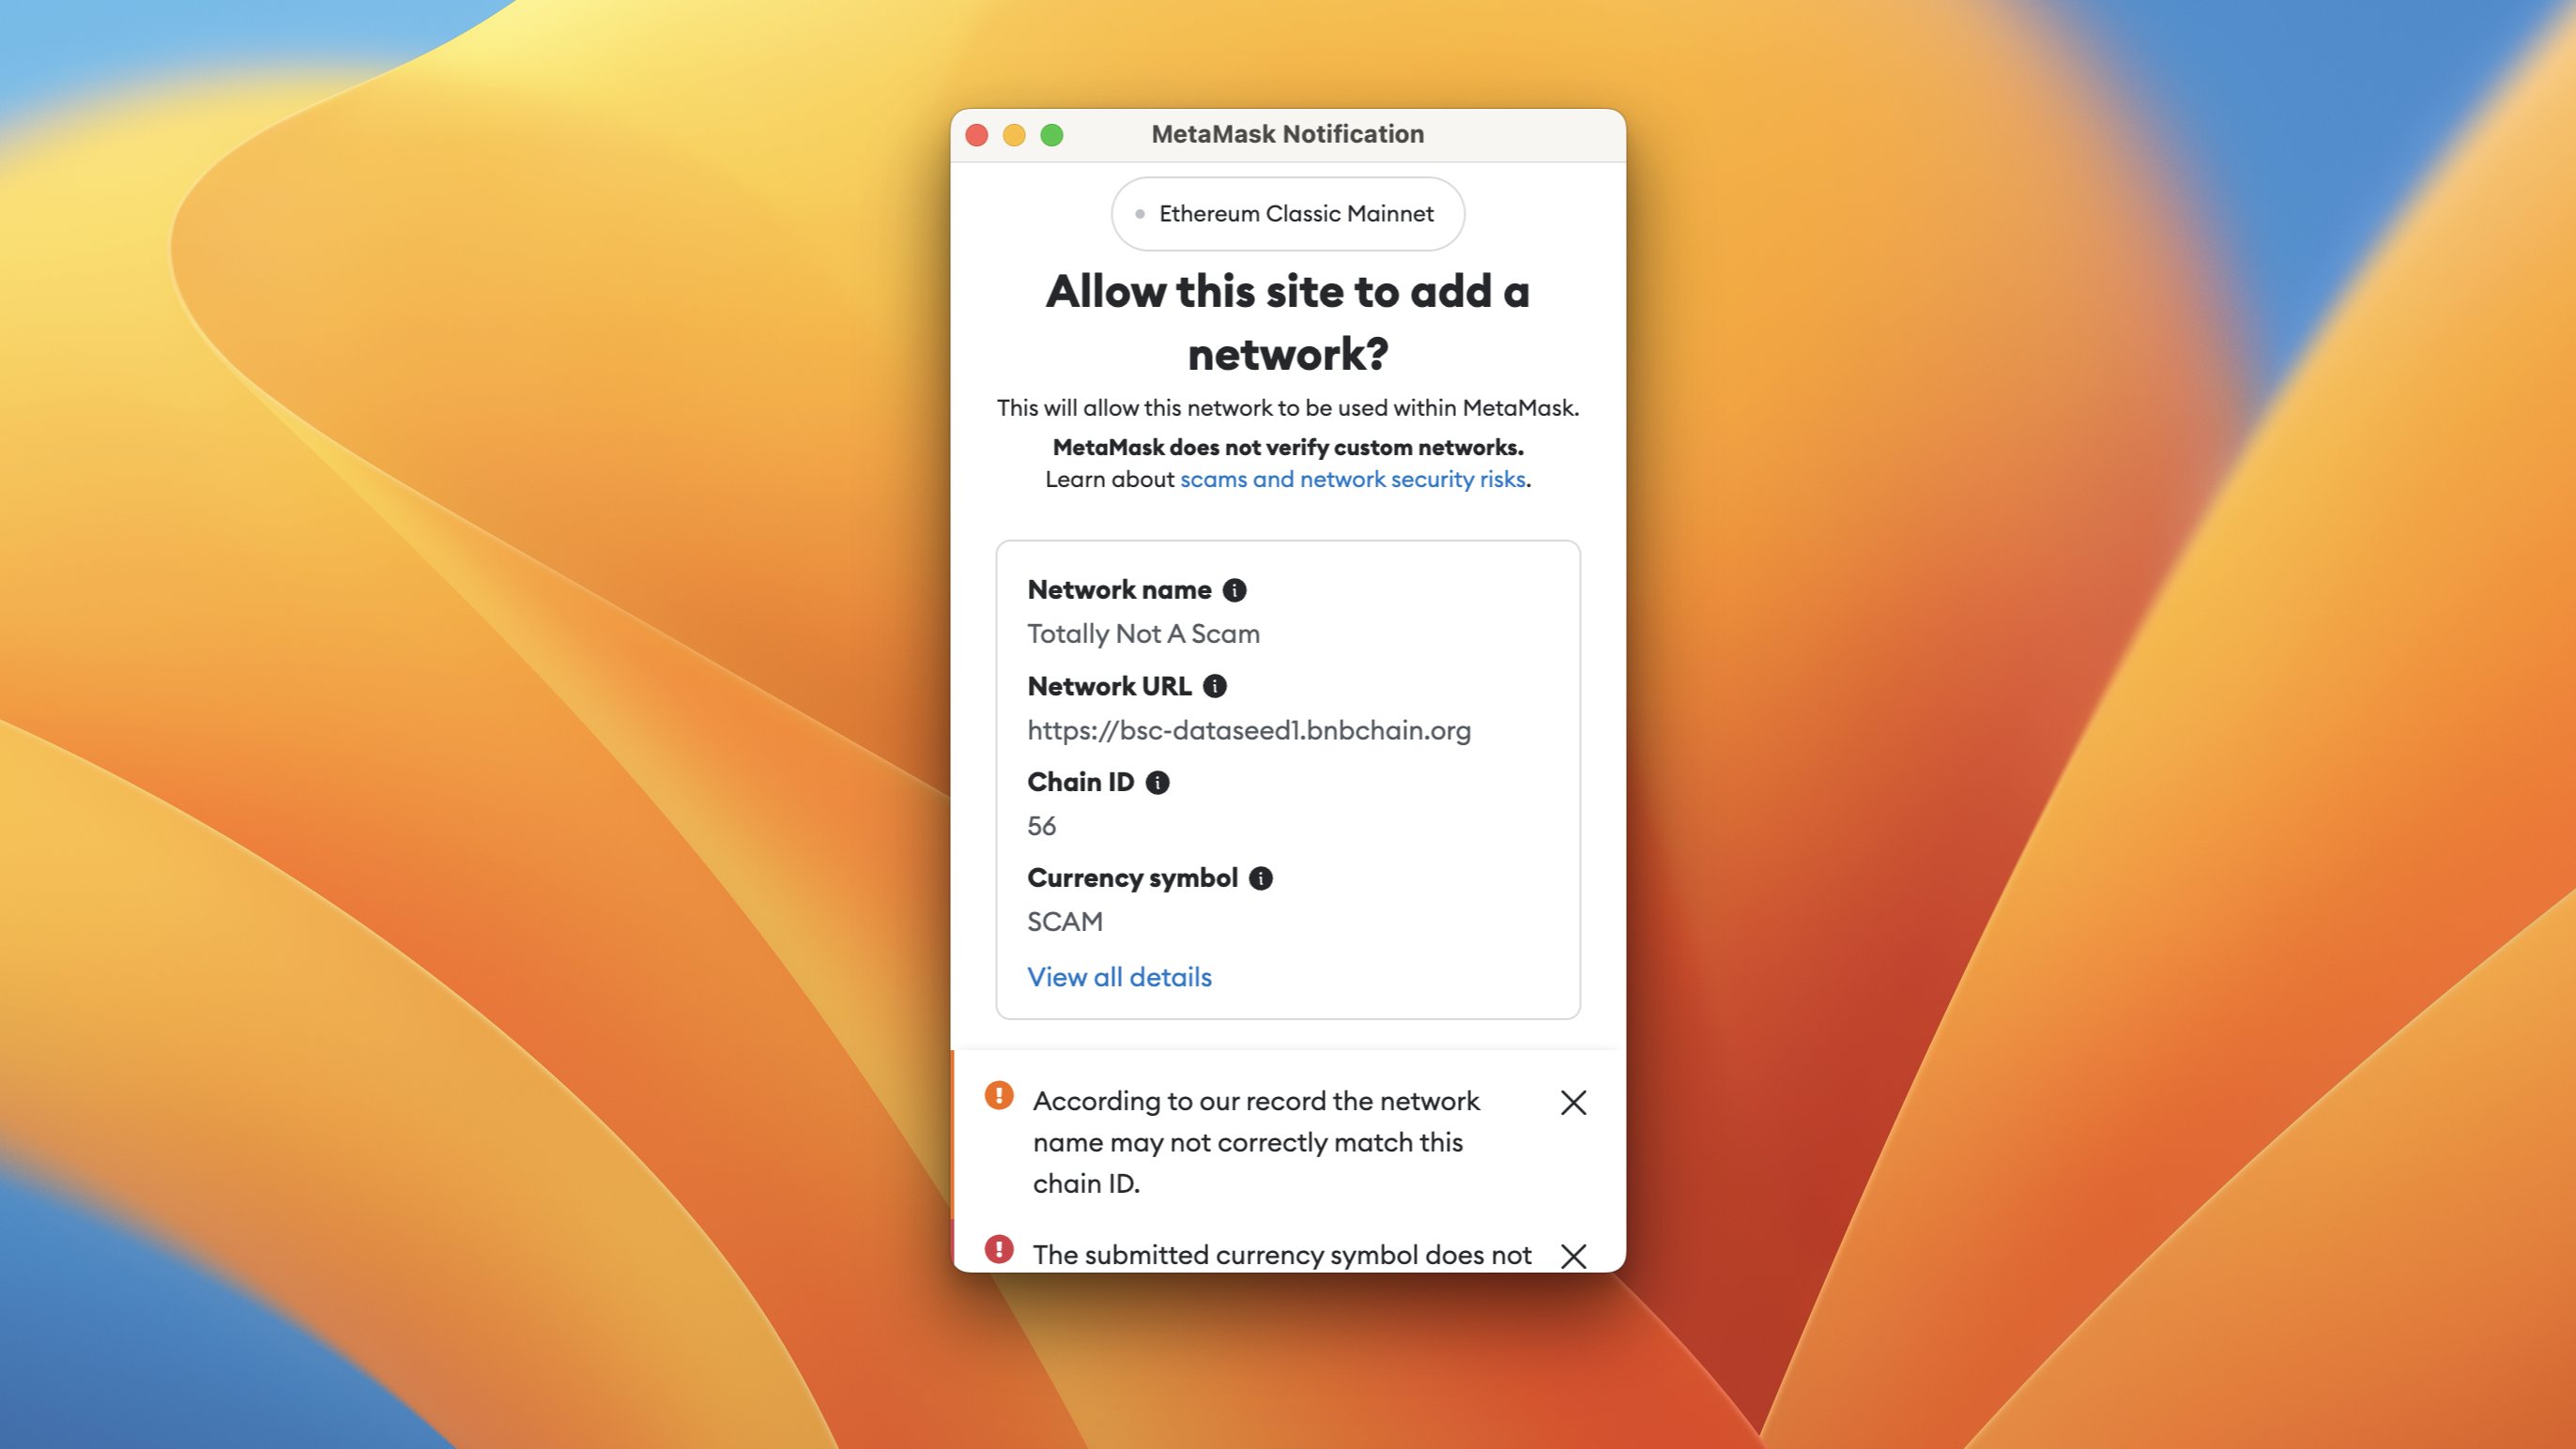 MetaMask Notification
Ethereum Classic Mainnet
Allow this site to add a
network?
This will allow this network to be used within MetaMask.
MetaMask does not verify custom networks.
Learn about scams and network security risks.
Network name
Totally Not A Scam
Network URL
https://bsc-dataseed1.bnbchain.org
Chain ID
56
Currency symbol
SCAM
View all details
According to our record the network
name may not correctly match this
chain ID.
The submitted currency symbol does not